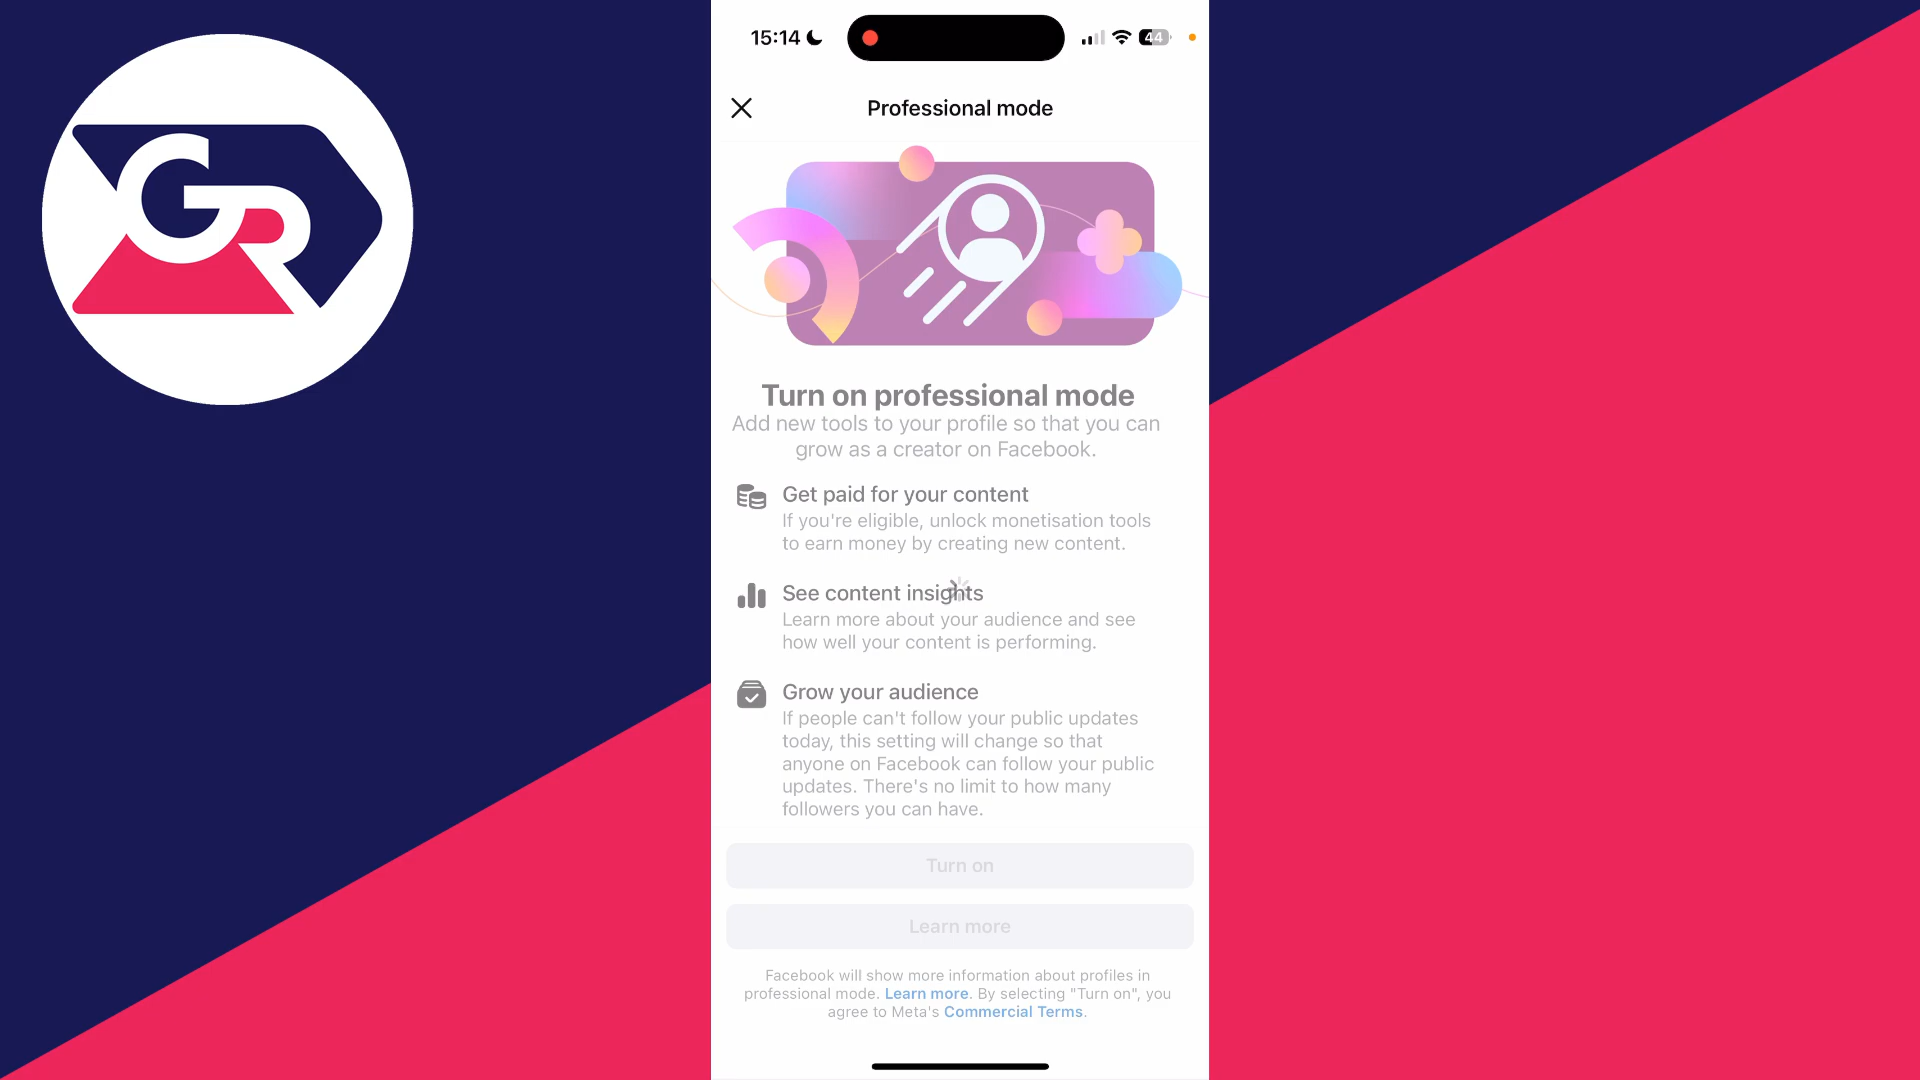 GR
15:14
44
Professional mode
Turn on professional mode
Add new tools to your profile so that you can
grow as a creator on Facebook.
Get paid for your content
If you're eligible, unlock monetisation tools
to earn money by creating new content.
See content insights
Learn more about your audience and see
how well your content is performing.
Grow your audience
If people can't follow your public updates
today, this setting will change so that
anyone on Facebook can follow your public
updates. There's no limit to how many
followers you can have.
Turn on
Learn more
Facebook will show more information about profiles in
professional mode. Learn more. By selecting "Turn on", you
agree to Meta's Commercial Terms.